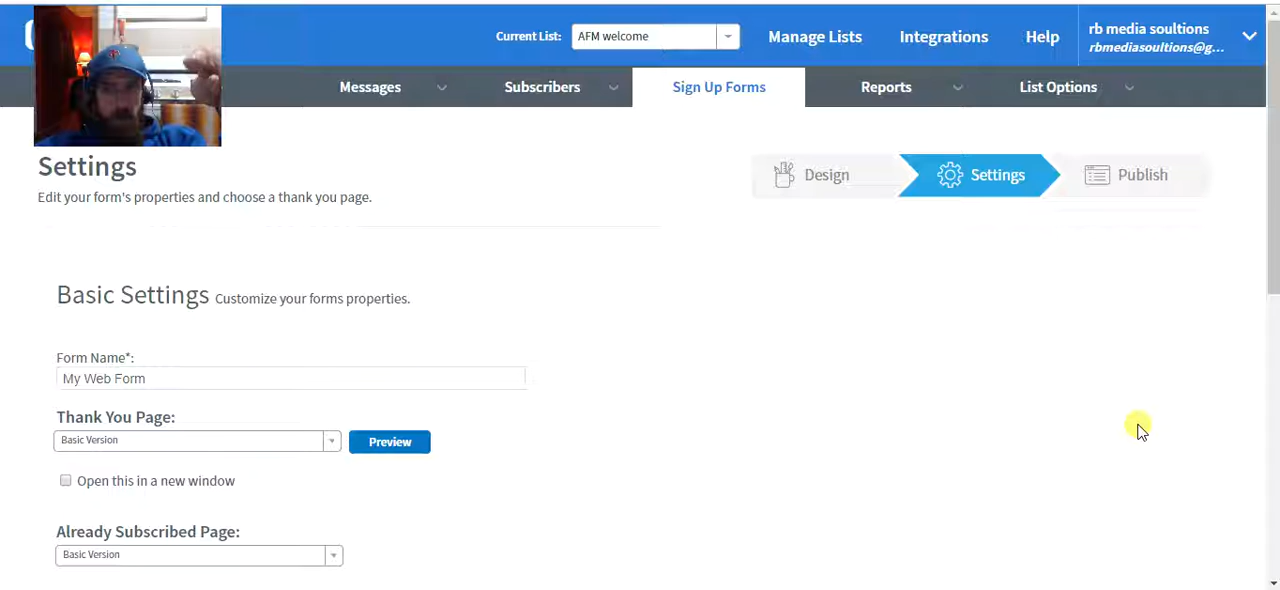 Current List: AFM welcome Manage Lists Integrations Help rb media soultions
rbmediasoultions@g...
Messages Subscribers Sign Up Forms Reports List Options
Settings
Edit your form's properties and choose a thank you page.
Design Settings Publish
Basic Settings Customize your forms properties.
Form Name*:
My Web Form
Thank You Page:
Basic Version Preview
Open this in a new window
Already Subscribed Page:
Basic Version